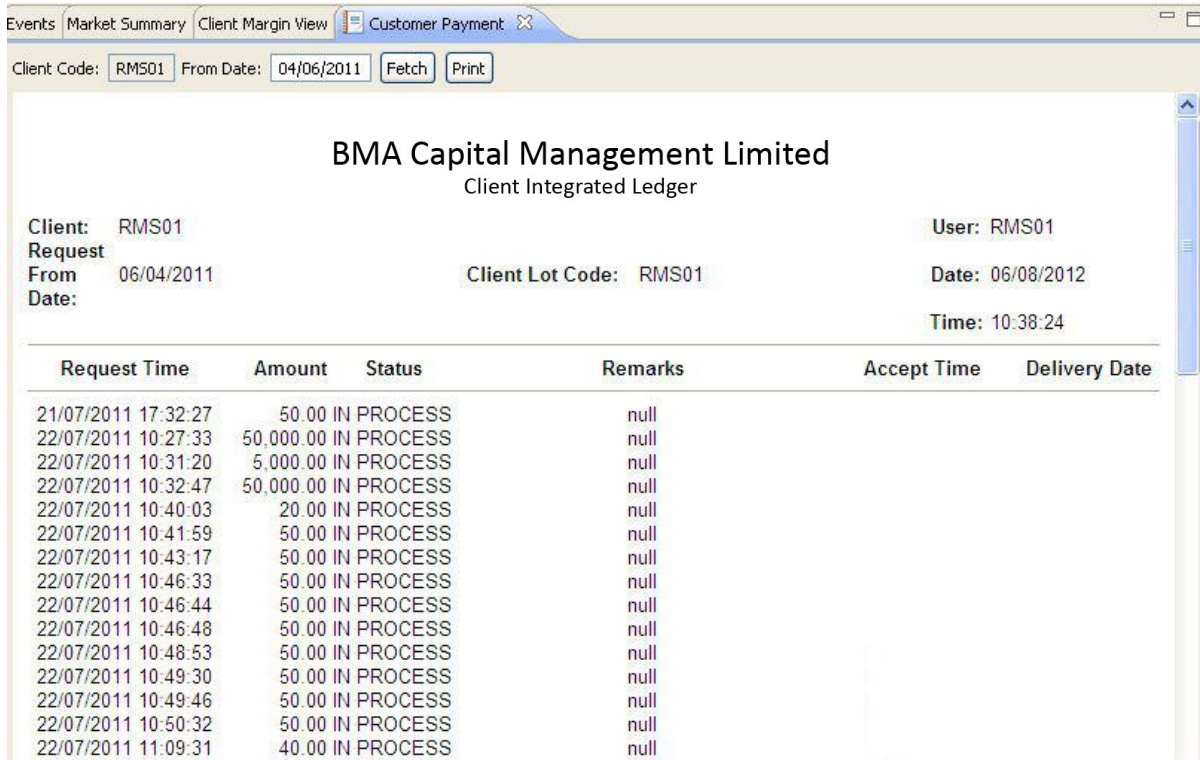 Events Market Summary Client Margin View Customer Payment
Client Code: RMS01 From Date: 04/06/2011 Fetch Print
BMA Capital Management Limited
Client Integrated Ledger
Client: RMS01 User: RMS01
Request
From 06/04/2011 Client Lot Code: RMS01 Date: 06/08/2012
Date:
Time: 10:38:24
Request Time Amount Status Remarks Accept Time Delivery Date
21/07/2011 17:32:27 50.00 IN PROCESS null
22/07/2011 10:27:33 50,000.00 IN PROCESS null
22/07/2011 10:31:20 5,000.00 IN PROCESS null
22/07/2011 10:32:47 50,000.00 IN PROCESS null
22/07/2011 10:40:03 20.00 IN PROCESS null
22/07/2011 10:41:59 50.00 IN PROCESS null
22/07/2011 10:43:17 50.00 IN PROCESS null
22/07/2011 10:46:33 50.00 IN PROCESS null
22/07/2011 10:46:44 50.00 IN PROCESS null
22/07/2011 10:46:48 50.00 IN PROCESS null
22/07/2011 10:48:53 50.00 IN PROCESS null
22/07/2011 10:49:30 50.00 IN PROCESS null
22/07/2011 10:49:46 50.00 IN PROCESS null
22/07/2011 10:50:32 50.00 IN PROCESS null
22/07/2011 11:09:31 40.00 IN PROCESS null